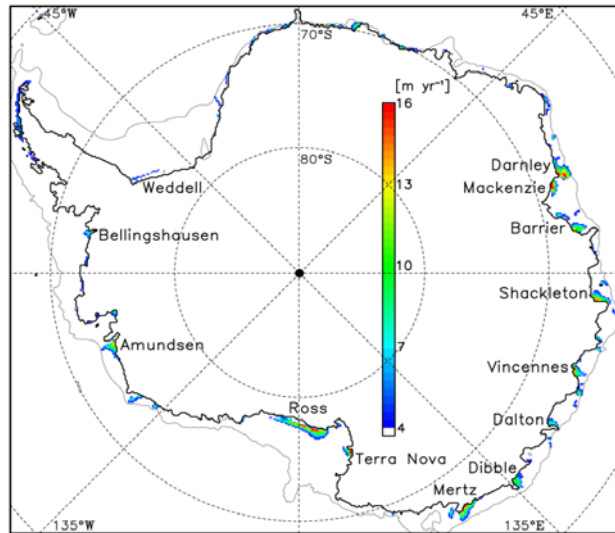 45°W
70°S
45°E
[m yr⁻¹]
16
80°S
13
Darnley
Mackenzie
Weddell
Barrier
Bellingshausen
10
Shackleton
Amundsen
7
Vincennes
Ross
4
Dalton
Terra Nova
Dibble
Mertz
135°W
135°E